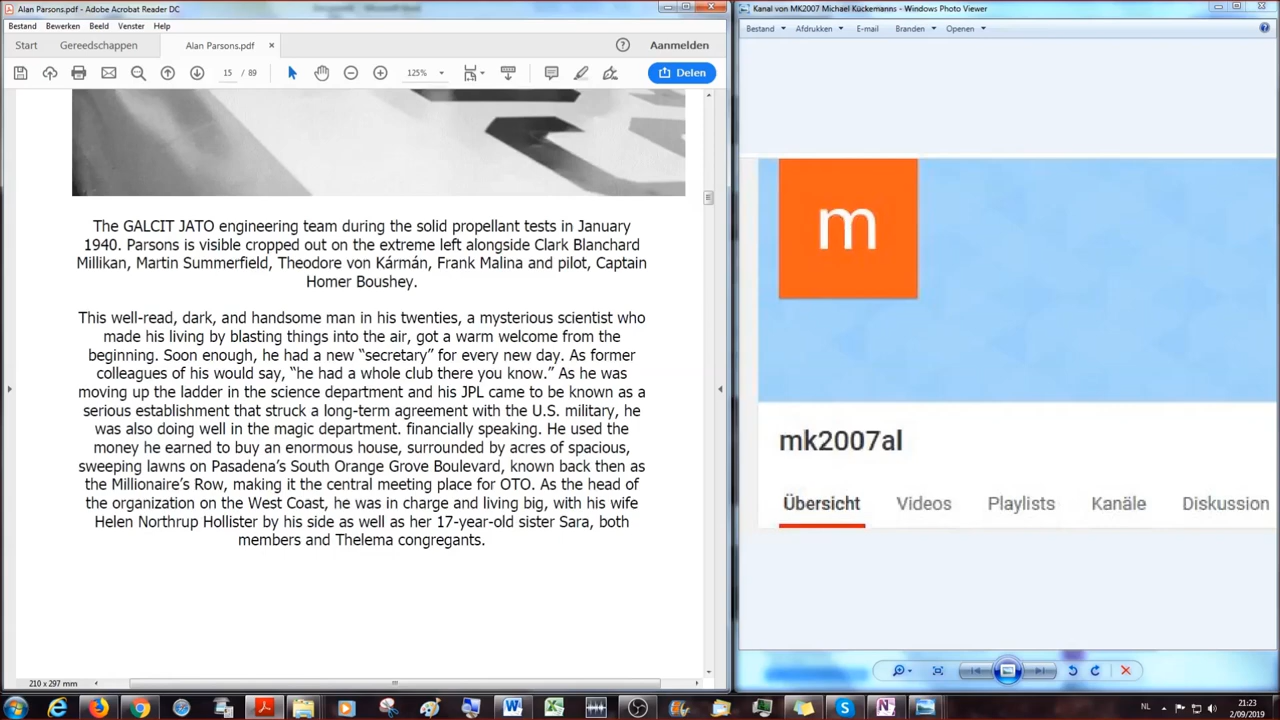 Alan Parsons.pdf - Adobe Acrobat Reader DC
Bestand Bewerken Beeld Venster Help
Start Gereedschappen Alan Parsons.pdf × ? Aanmelden
15 / 89 125% Delen
The GALCIT JATO engineering team during the solid propellant tests in January
1940. Parsons is visible cropped out on the extreme left alongside Clark Blanchard
Millikan, Martin Summerfield, Theodore von Kármán, Frank Malina and pilot, Captain
Homer Boushey.
This well-read, dark, and handsome man in his twenties, a mysterious scientist who
made his living by blasting things into the air, got a warm welcome from the
beginning. Soon enough, he had a new “secretary” for every new day. As former
colleagues of his would say, “he had a whole club there you know.” As he was
moving up the ladder in the science department and his JPL came to be known as a
serious establishment that struck a long-term agreement with the U.S. military, he
was also doing well in the magic department. financially speaking. He used the
money he earned to buy an enormous house, surrounded by acres of spacious,
sweeping lawns on Pasadena’s South Orange Grove Boulevard, known back then as
the Millionaire’s Row, making it the central meeting place for OTO. As the head of
the organization on the West Coast, he was in charge and living big, with his wife
Helen Northrup Hollister by his side as well as her 17-year-old sister Sara, both
members and Thelema congregants.
210 x 297 mm
Kanal von MK2007 Michael Kückemanns - Windows Photo Viewer
Bestand Afdrukken E-mail Branden Openen
m
mk2007al
Übersicht Videos Playlists Kanäle Diskussion
NL 21:23
2/09/2019